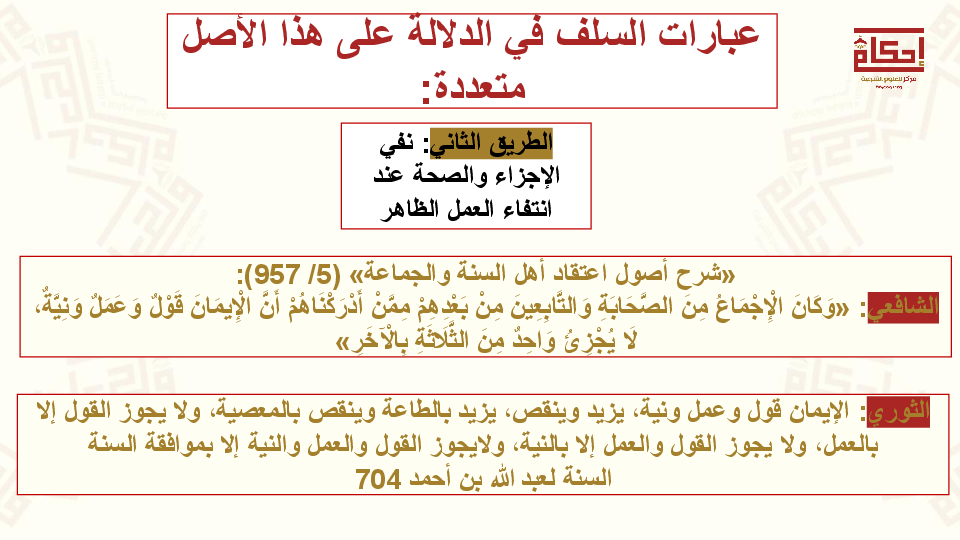 عبارات السلف في الدلالة على هذا الأصل
متعددة:
إحكام
مركز للعلوم الشرعية
الطريق الثاني: نفي
الإجزاء والصحة عند
انتفاء العمل الظاهر
«شرح أصول اعتقاد أهل السنة والجماعة» (5/ 957):
الشافعي: «وَكَانَ الْإِجْمَاعُ مِنَ الصَّحَابَةِ وَالتَّابِعِينَ مِنْ بَعْدِهِمْ مِمَّنْ أَدْرَكْنَاهُمْ أَنَّ الْإِيمَانَ قَوْلٌ وَعَمَلٌ وَنِيَّةٌ،
لَا يُجْزِئُ وَاحِدٌ مِنَ الثَّلَاثَةِ بِالْآخَرِ»
الثوري: الإيمان قول وعمل ونية، يزيد وينقص، يزيد بالطاعة وينقص بالمعصية، ولا يجوز القول إلا
بالعمل، ولا يجوز القول والعمل إلا بالنية، ولايجوز القول والعمل والنية إلا بموافقة السنة
السنة لعبد الله بن أحمد 704